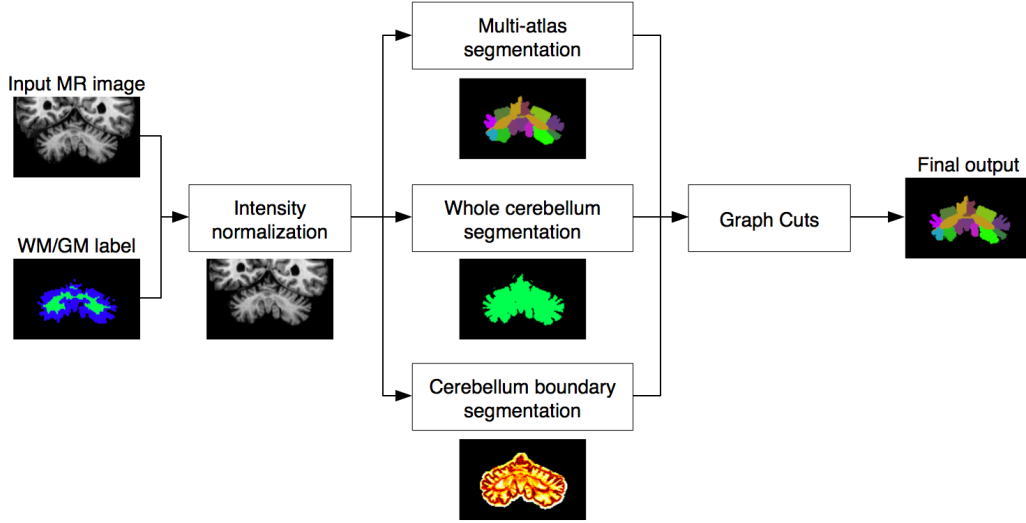 Input MR image
WM/GM label
Intensity
normalization
Multi-atlas
segmentation
Whole cerebellum
segmentation
Cerebellum boundary
segmentation
Graph Cuts
Final output